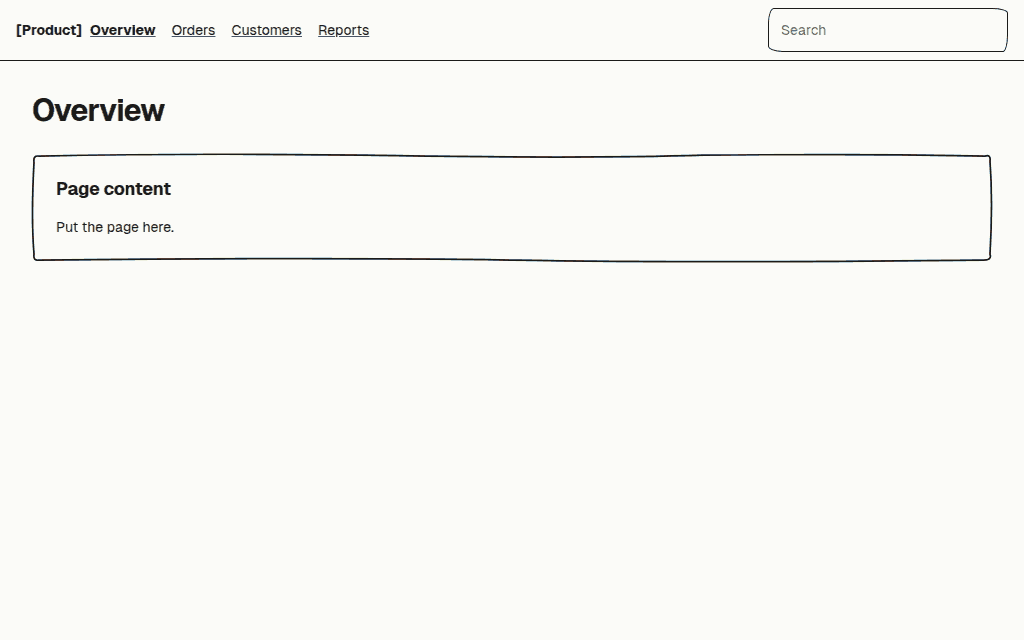 [Product] Overview Orders Customers Reports Search
Overview
Page content
Put the page here.